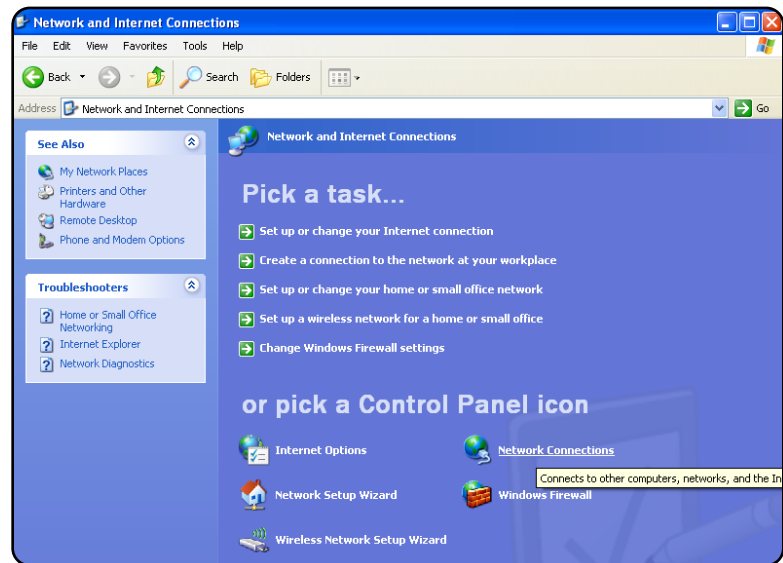 Network and Internet Connections
File Edit View Favorites Tools Help
Back Search Folders
Address Network and Internet Connections Go
See Also
My Network Places
Printers and Other
Hardware
Remote Desktop
Phone and Modem Options
Troubleshooters
Home or Small Office
Networking
Internet Explorer
Network Diagnostics
Network and Internet Connections
Pick a task...
Set up or change your Internet connection
Create a connection to the network at your workplace
Set up or change your home or small office network
Set up a wireless network for a home or small office
Change Windows Firewall settings
or pick a Control Panel icon
Internet Options
Network Connections
Connects to other computers, networks, and the In
Network Setup Wizard
Windows Firewall
Wireless Network Setup Wizard